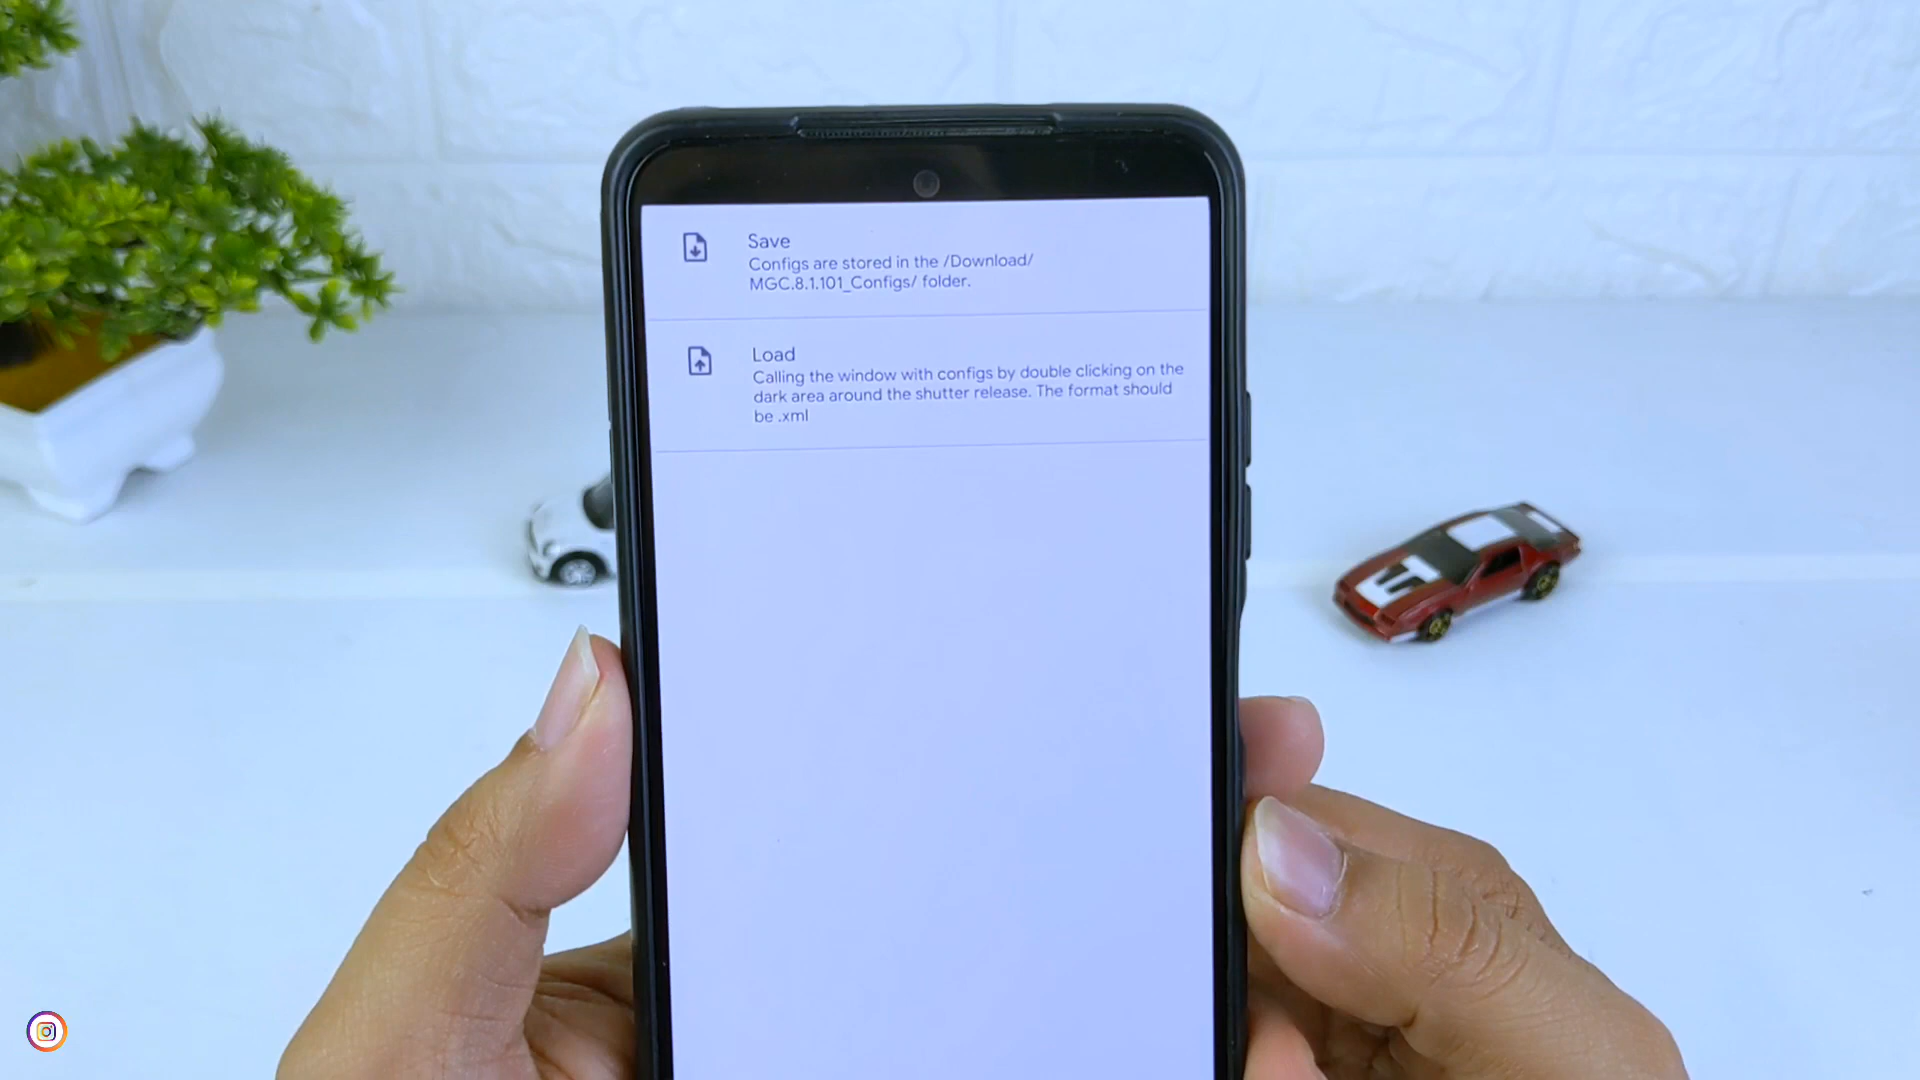 Save
Configs are stored in the /Download/
MGC.8.1.101_Configs/ folder.
Load
Calling the window with configs by double clicking on the
dark area around the shutter release. The format should
be .xml